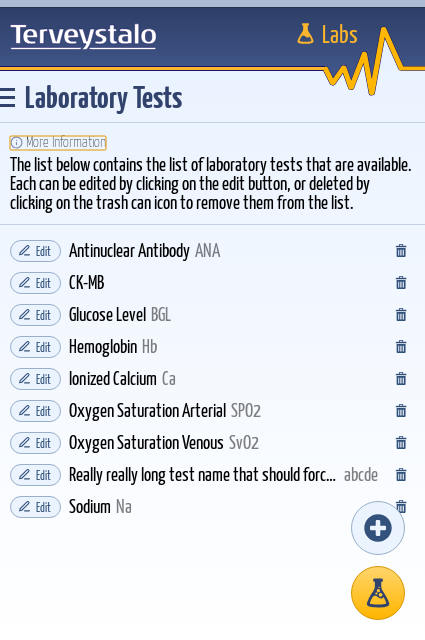 Terveystalo
Labs
Laboratory Tests
More Information
The list below contains the list of laboratory tests that are available.
Each can be edited by clicking on the edit button, or deleted by
clicking on the trash can icon to remove them from the list.
Edit Antinuclear Antibody ANA
Edit CK-MB
Edit Glucose Level BGL
Edit Hemoglobin Hb
Edit Ionized Calcium Ca
Edit Oxygen Saturation Arterial SPO2
Edit Oxygen Saturation Venous SvO2
Edit Really really long test name that should forc... abcde
Edit Sodium Na